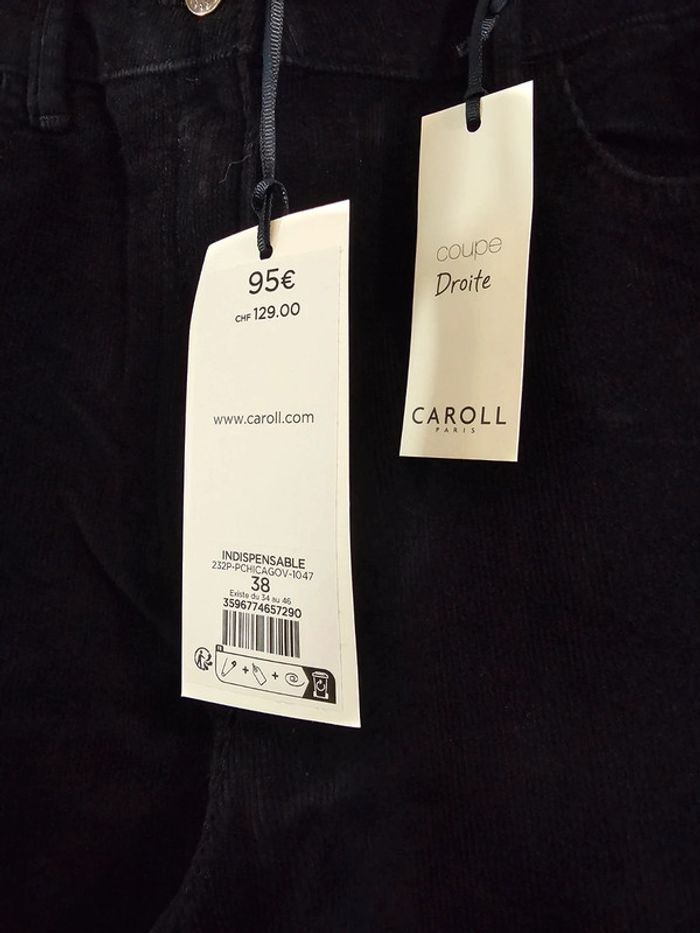 95€
CHF 129.00
www.caroll.com
INDISPENSABLE
232P-PCHICAGOV-1047
38
Existe du 34 au 46
3596774657290
coupe
Droite
CAROLL
PARIS